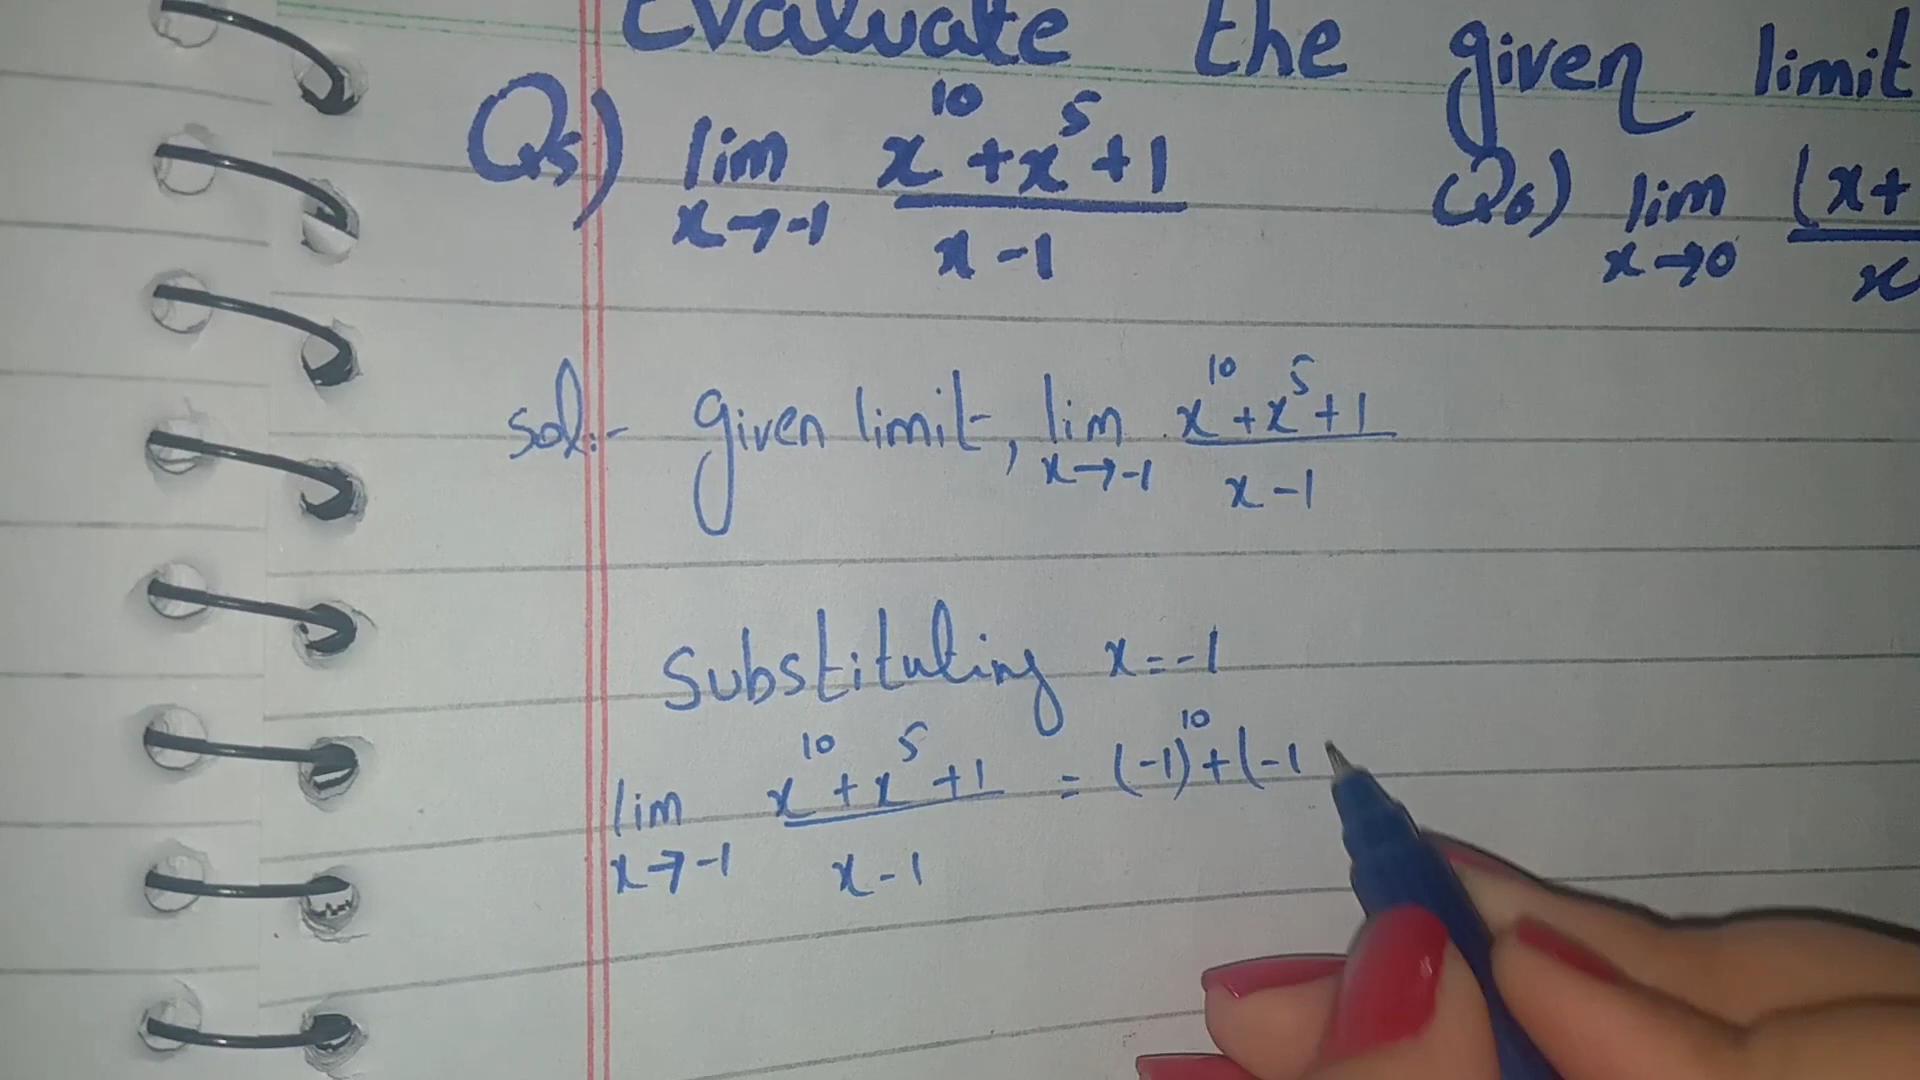 Evaluate the given limit
Q5) lim x→-1 (x^10+x^5+1)/(x-1)
Q6) lim x→0 (x+ / x
Sol:- Given limit, lim x→-1 (x^10+x^5+1)/(x-1)
Substituting x=-1
lim x→-1 (x^10+x^5+1)/(x-1) = (-1)^10+(-1